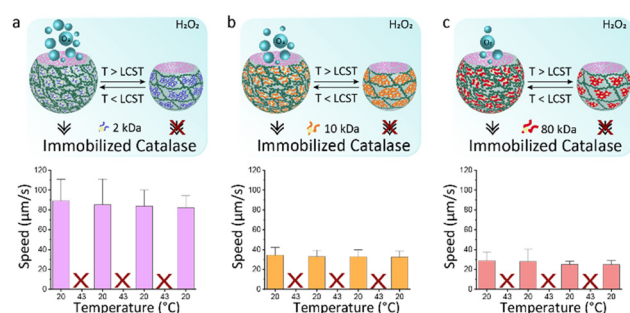 a
H₂O₂
O₂
T > LCST
T < LCST
2 kDa
Immobilized Catalase
b
H₂O₂
O₂
T > LCST
T < LCST
10 kDa
Immobilized Catalase
c
H₂O₂
O₂
T > LCST
T < LCST
80 kDa
Immobilized Catalase
Speed (µm/s)
120
100
80
60
40
20
0
20 43 20 43 20 43 20
Temperature (°C)
Speed (µm/s)
120
100
80
60
40
20
0
20 43 20 43 20 43 20
Temperature (°C)
Speed (µm/s)
120
100
80
60
40
20
0
20 43 20 43 20 43 20
Temperature (°C)